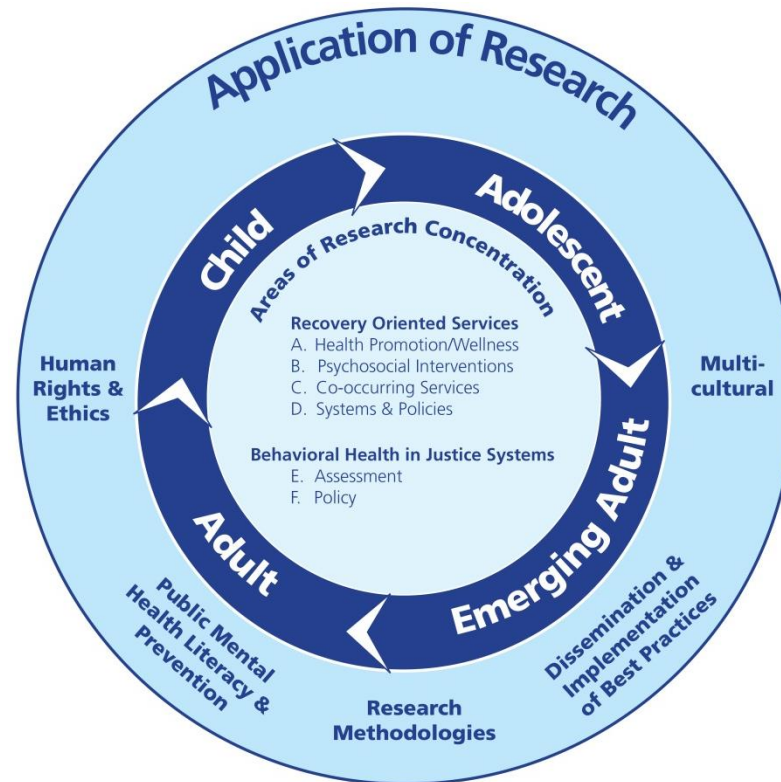 Application of Research
Child
Adolescent
Emerging Adult
Adult
Areas of Research Concentration
Recovery Oriented Services
A. Health Promotion/Wellness
B. Psychosocial Interventions
C. Co-occurring Services
D. Systems & Policies
Behavioral Health in Justice Systems
E. Assessment
F. Policy
Human
Rights &
Ethics
Multi-
cultural
Public Mental
Health Literacy &
Prevention
Research
Methodologies
Dissemination &
Implementation
of Best Practices